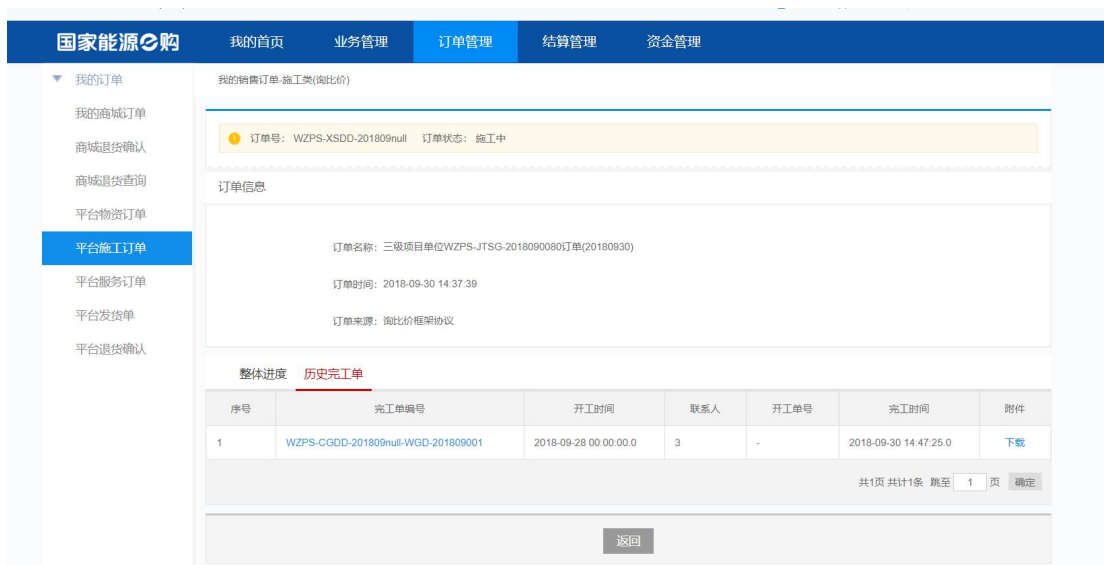 国家能源e购 我的首页 业务管理 订单管理 结算管理 资金管理
我的订单
我的商城订单
商城退货确认
商城退货查询
平台物资订单
平台施工订单
平台服务订单
平台发货单
平台退货确认
我的销售订单-施工类(询比价)
订单号: WZPS-XSDD-201809null 订单状态: 施工中
订单信息
订单名称: 三级项目单位WZPS-JTSG-2018090080订单(20180930)
订单时间: 2018-09-30 14:37:39
订单来源: 询比价框架协议
整体进度 历史完工单
序号 完工单编号 开工时间 联系人 开工单号 完工时间 附件
1 WZPS-CGDD-201809null-WGD-201809001 2018-09-28 00:00:00.0 3 - 2018-09-30 14:47:25.0 下载
共1页 共计1条 跳至 1 页 确定
返回